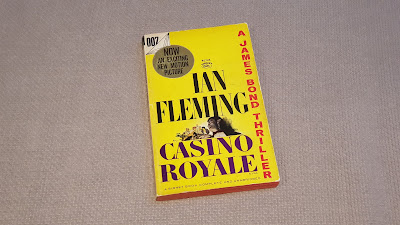 007
NOW
AN EXCITING
NEW MOTION
PICTURE
IAN
FLEMING
CASINO
ROYALE
A JAMES BOND THRILLER